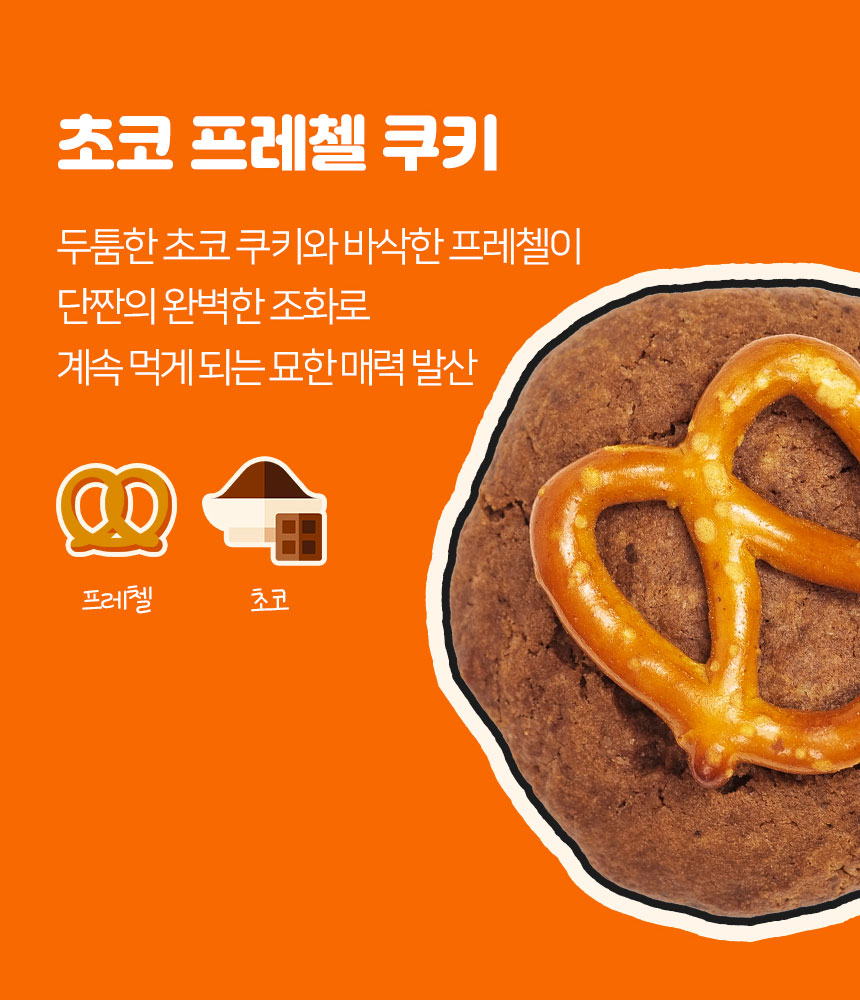 초코 프레첼 쿠키
두툼한 초코 쿠키와 바삭한 프레첼이
단짠의 완벽한 조화로
계속 먹게 되는 묘한 매력 발산
프레첼
초코